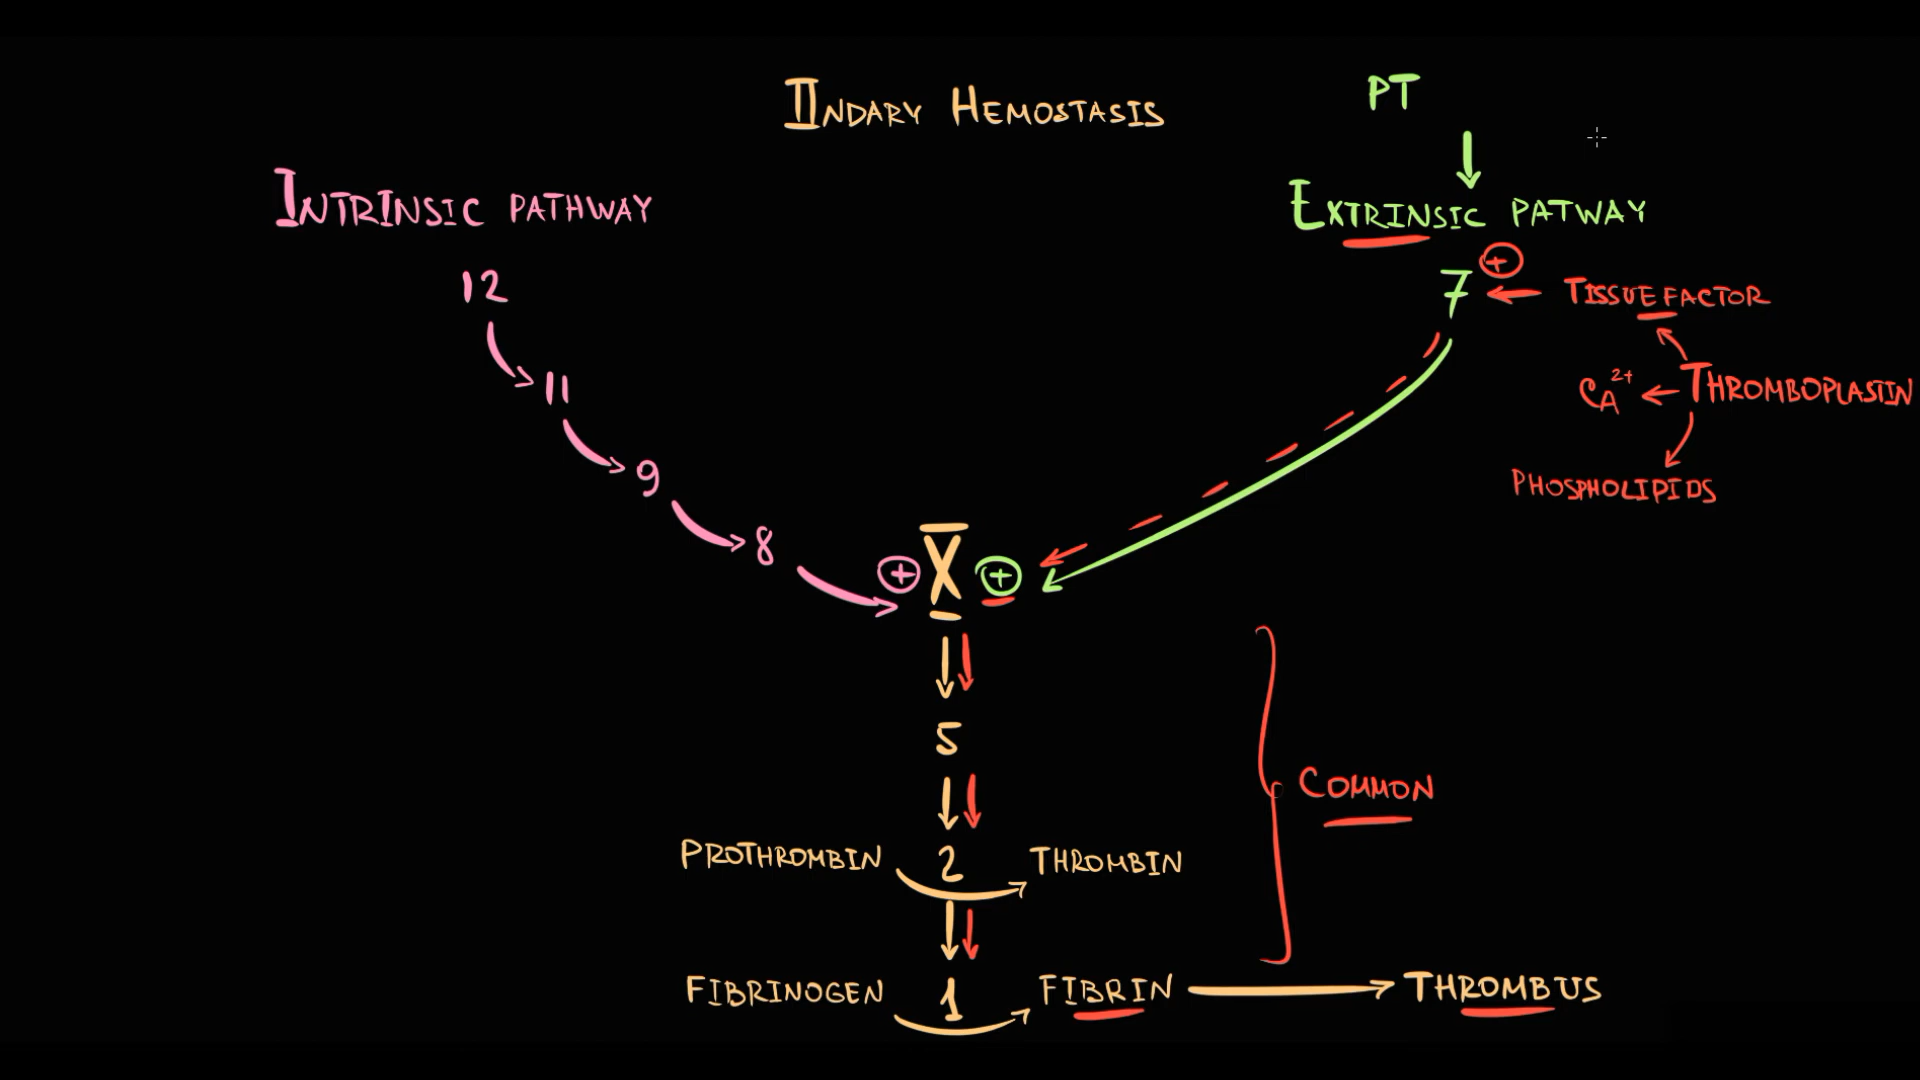 IIndary Hemostasis
PT
Intrinsic pathway
Extrinsic patway
12
7
+
Tissue factor
11
Ca2+
Thromboplastin
9
Phospholipids
8
+
X
+
5
Common
Prothrombin
2
Thrombin
Fibrinogen
1
Fibrin
Thrombus